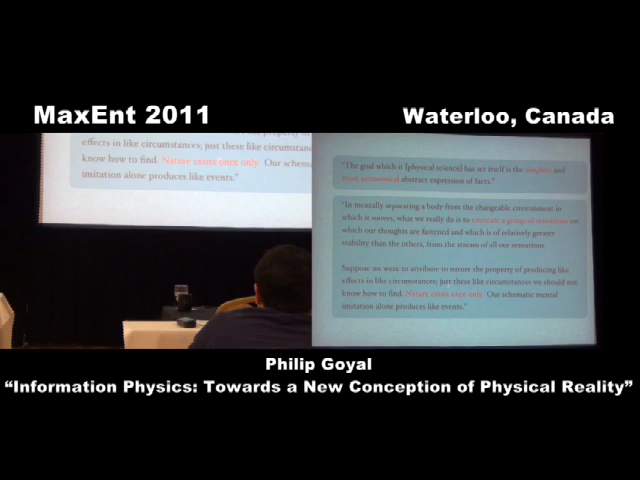 MaxEnt 2011
Waterloo, Canada
effects in like circumstances; just these like circumstanc
know how to find. Nature exists once only. Our schem
imitation alone produces like events."
"The goal which it [physical science] has set itself is the simplest and
most economical abstract expression of facts."
"In mentally separating a body from the changeable environment in
which it moves, what we really do is to extricate a group of sensations on
which our thoughts are fastened and which is of relatively greater
stability than the others, from the stream of all our sensations.
Suppose we were to attribute to nature the property of producing like
effects in like circumstances; just these like circumstances we should not
know how to find. Nature exists once only. Our schematic mental
imitation alone produces like events."
Philip Goyal
“Information Physics: Towards a New Conception of Physical Reality”